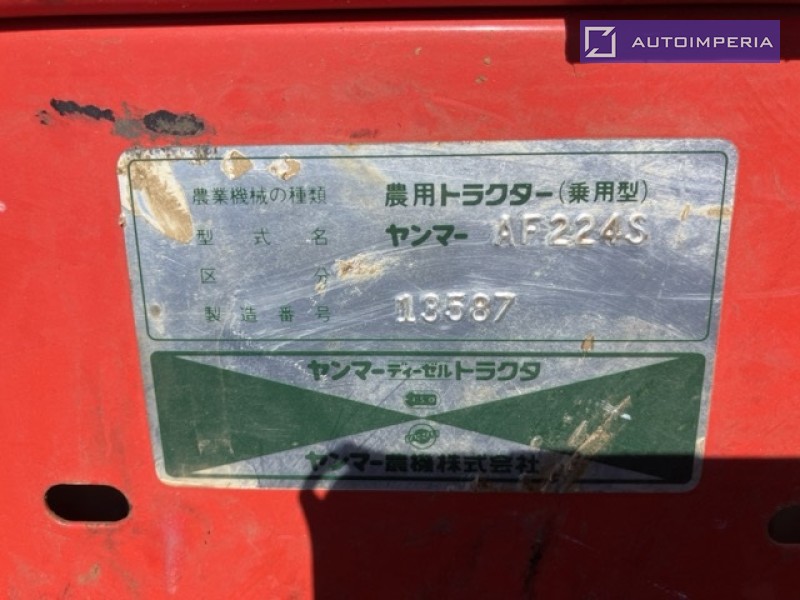 AUTOIMPERIA
農業機械の種類 農用トラクター(乗用型)
型式名 ヤンマー AF224S
区分
製造番号 13587
ヤンマーディーゼルトラクタ
ヤンマー農機株式会社